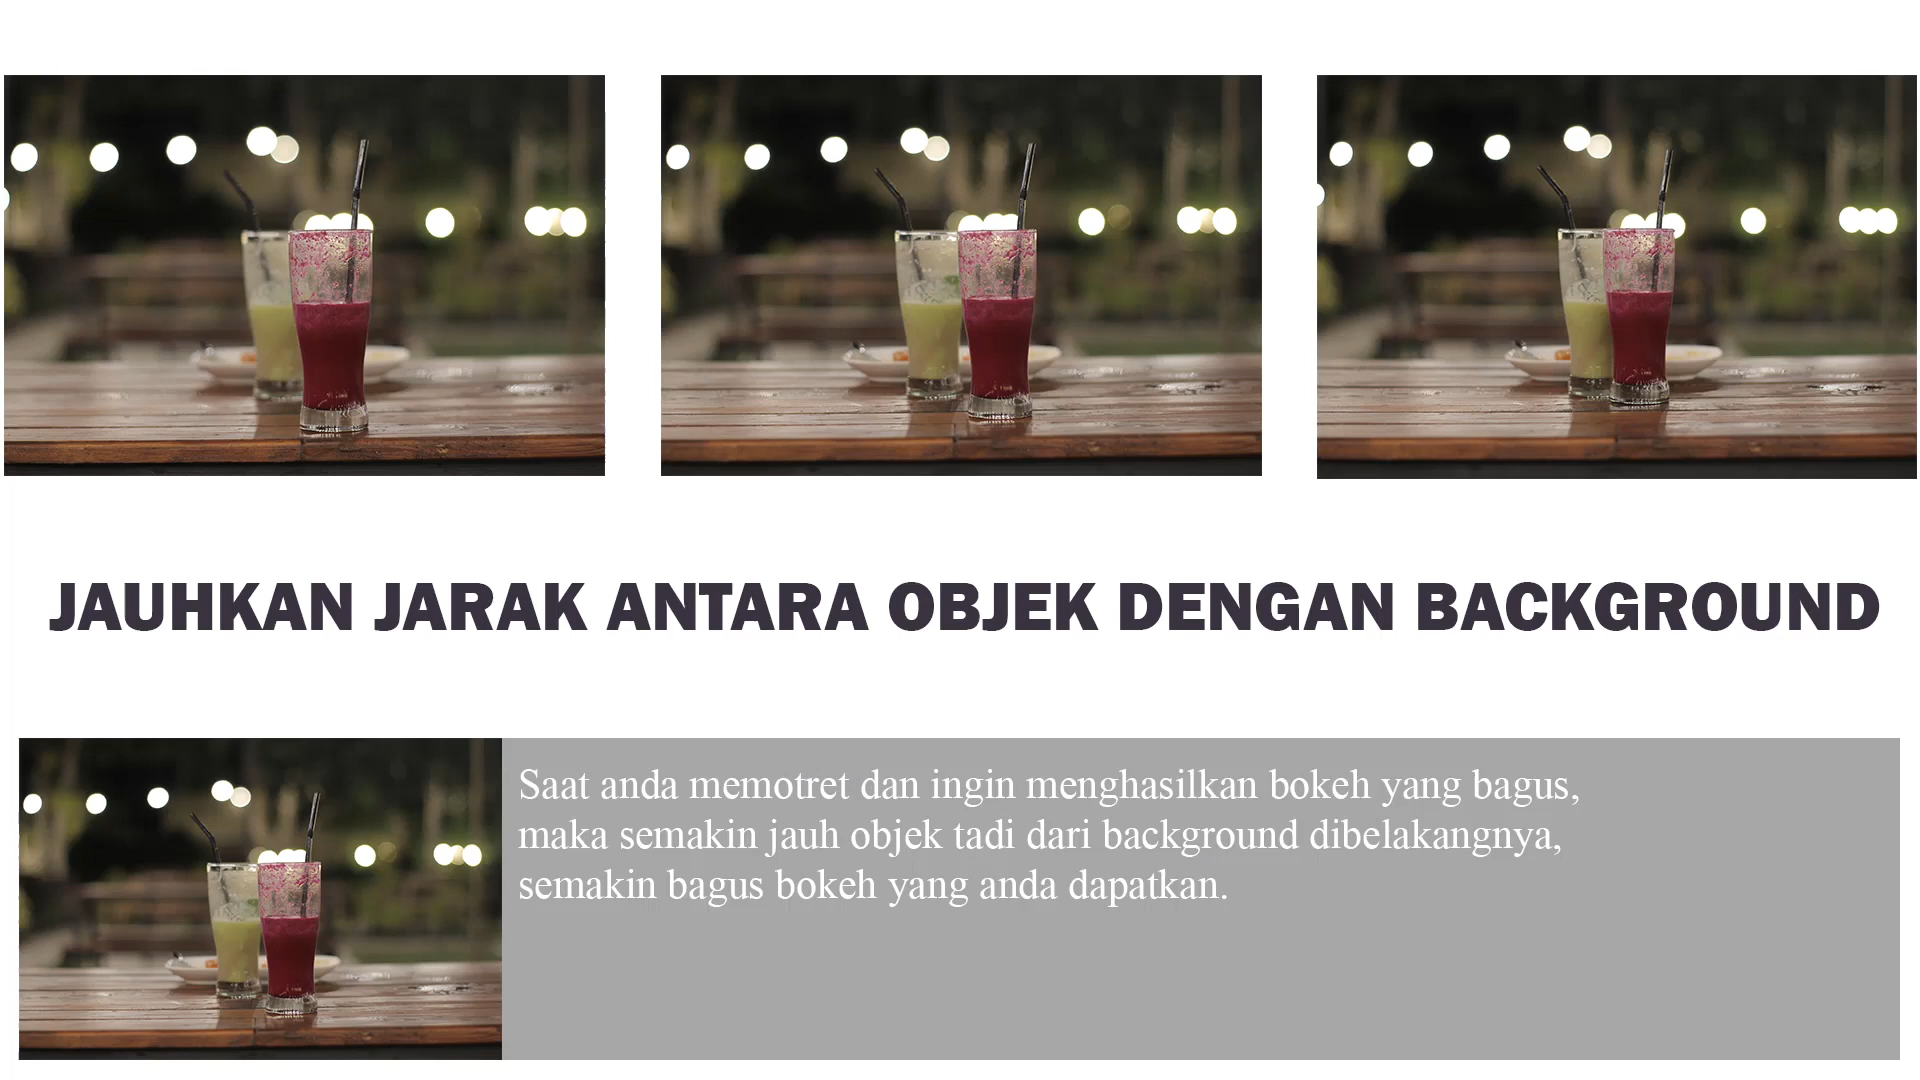 JAUHKAN JARAK ANTARA OBJEK DENGAN BACKGROUND
Saat anda memotret dan ingin menghasilkan bokeh yang bagus,
maka semakin jauh objek tadi dari background dibelakangnya,
semakin bagus bokeh yang anda dapatkan.